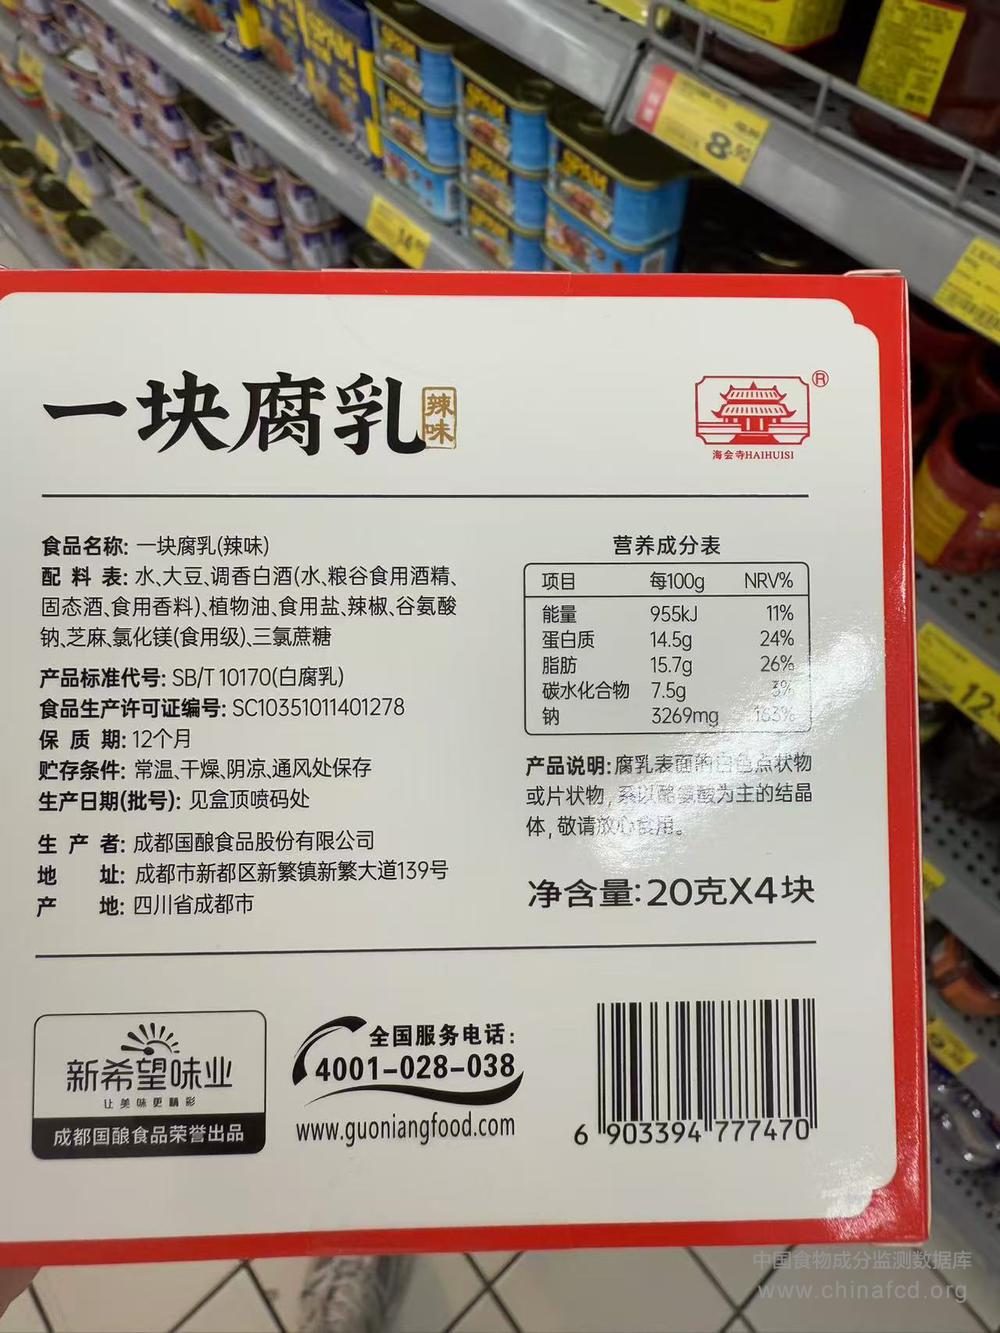 SPAM
SPAM
SPAM
SPAM
8.90
14
12
一块腐乳
辣味
®
海会寺HAIHUISI
食品名称: 一块腐乳(辣味)
配 料 表: 水、大豆、调香白酒(水、粮谷食用酒精、
固态酒、食用香料)、植物油、食用盐、辣椒、谷氨酸
钠、芝麻、氯化镁(食用级)、三氯蔗糖
产品标准代号: SB/T 10170(白腐乳)
食品生产许可证编号: SC10351011401278
保 质 期: 12个月
贮存条件: 常温、干燥、阴凉、通风处保存
生产日期(批号): 见盒顶喷码处
生 产 者: 成都国酿食品股份有限公司
地 址: 成都市新都区新繁镇新繁大道139号
产 地: 四川省成都市
营养成分表
项目 每100g NRV%
能量 955kJ 11%
蛋白质 14.5g 24%
脂肪 15.7g 26%
碳水化合物 7.5g 3%
钠 3269mg 163%
产品说明: 腐乳表面的白色点状物
或片状物, 系以酪氨酸为主的结晶
体, 敬请放心食用。
净含量: 20克X4块
新希望味业
让美味更精彩
成都国酿食品荣誉出品
全国服务电话:
4001-028-038
www.guoniangfood.com
6 903394 777470
中国食物成分监测数据库
www.chinafcd.org